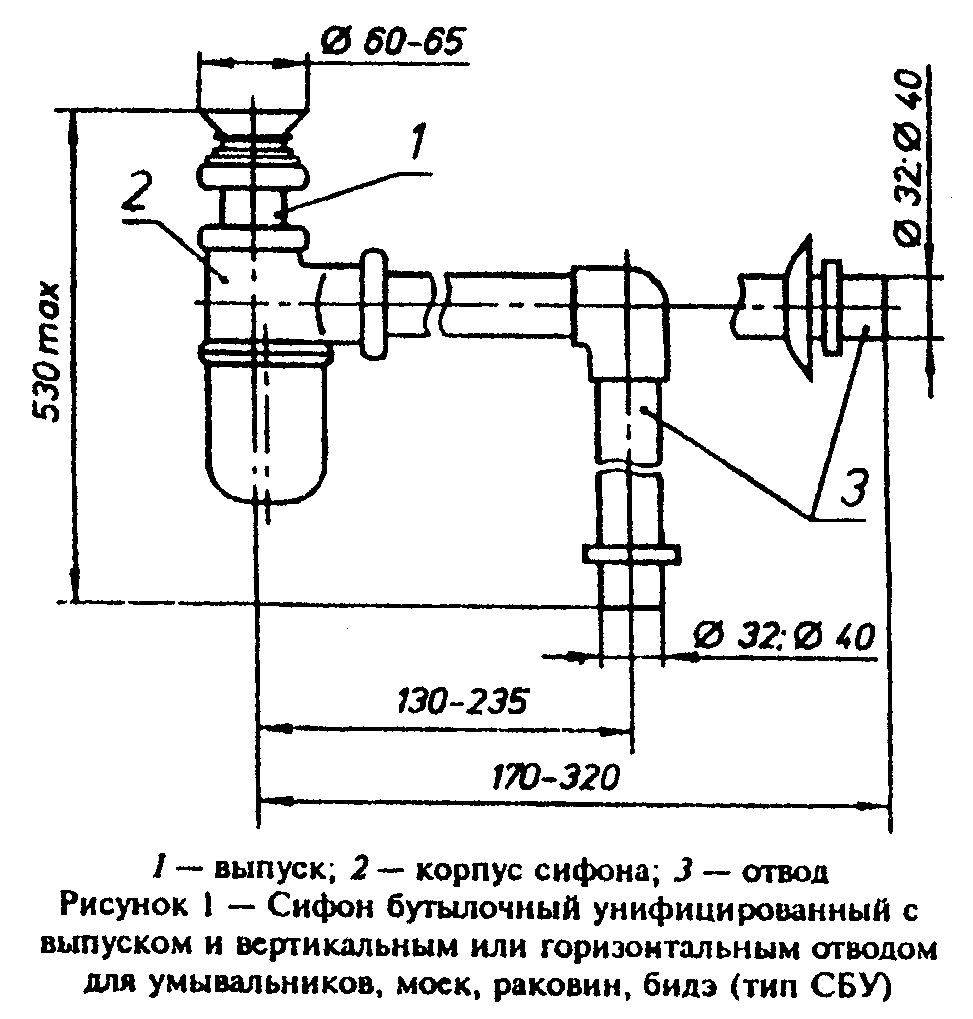 Ø 60-65
1
2
Ø 32; Ø 40
530 max
3
Ø 32; Ø 40
130-235
170-320
1 — выпуск; 2 — корпус сифона; 3 — отвод
Рисунок 1 — Сифон бутылочный унифицированный с
выпуском и вертикальным или горизонтальным отводом
для умывальников, моек, раковин, бидэ (тип СБУ)